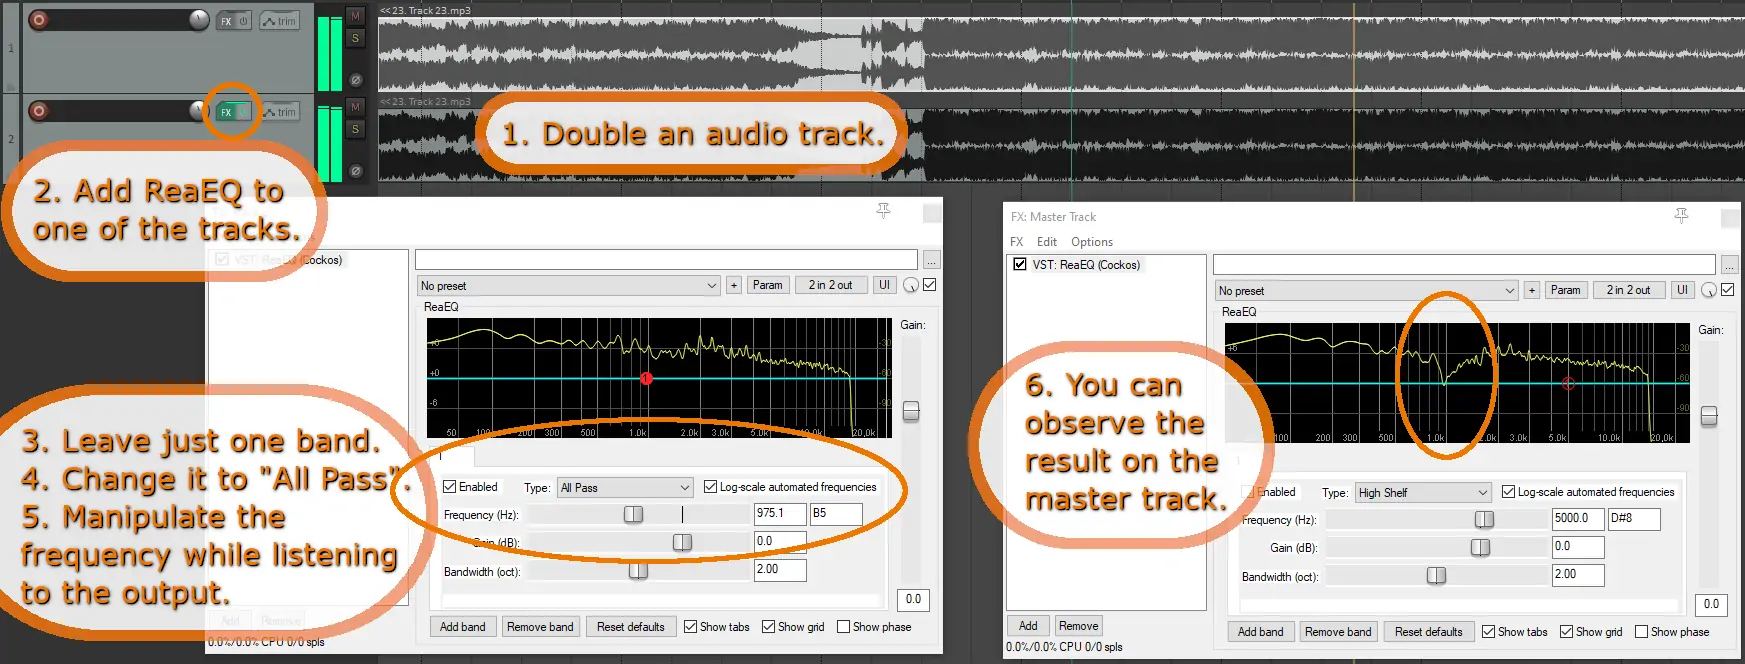 <<23. Track 23.mp3
FX
trim
M
S
1
<<23. Track 23.mp3
FX
trim
M
S
2
1. Double an audio track.
2. Add ReaEQ to
one of the tracks.
3. Leave just one band.
4. Change it to "All Pass".
5. Manipulate the
frequency while listening
to the output.
6. You can
observe the
result on the
master track.
VST: ReaEQ (Cockos)
...
No preset
+
Param
2 in 2 out
UI
ReaEQ
Gain:
+6
+0
-6
-30
-60
-90
50 100 200 300 500 1.0k 2.0k 3.0k 5.0k 10.0k 20.0k
Enabled
Type: All Pass
Log-scale automated frequencies
Frequency (Hz): 975.1 B5
Gain (dB): 0.0
Bandwidth (oct): 2.00
0.0
Add band
Remove band
Reset defaults
Show tabs
Show grid
Show phase
Add
Remove
0.0%/0.0% CPU 0/0 spls
FX: Master Track
FX Edit Options
VST: ReaEQ (Cockos)
...
No preset
+
Param
2 in 2 out
UI
ReaEQ
Gain:
+6
-30
-60
-90
100 200 300 500 1.0k 2.0k 3.0k 5.0k 10.0k 20.0k
1
Enabled
Type: High Shelf
Log-scale automated frequencies
Frequency (Hz): 5000.0 D#8
Gain (dB): 0.0
Bandwidth (oct): 2.00
0.0
Add band
Remove band
Reset defaults
Show tabs
Show grid
Show phase
Add
Remove
0.0%/0.0% CPU 0/0 spls